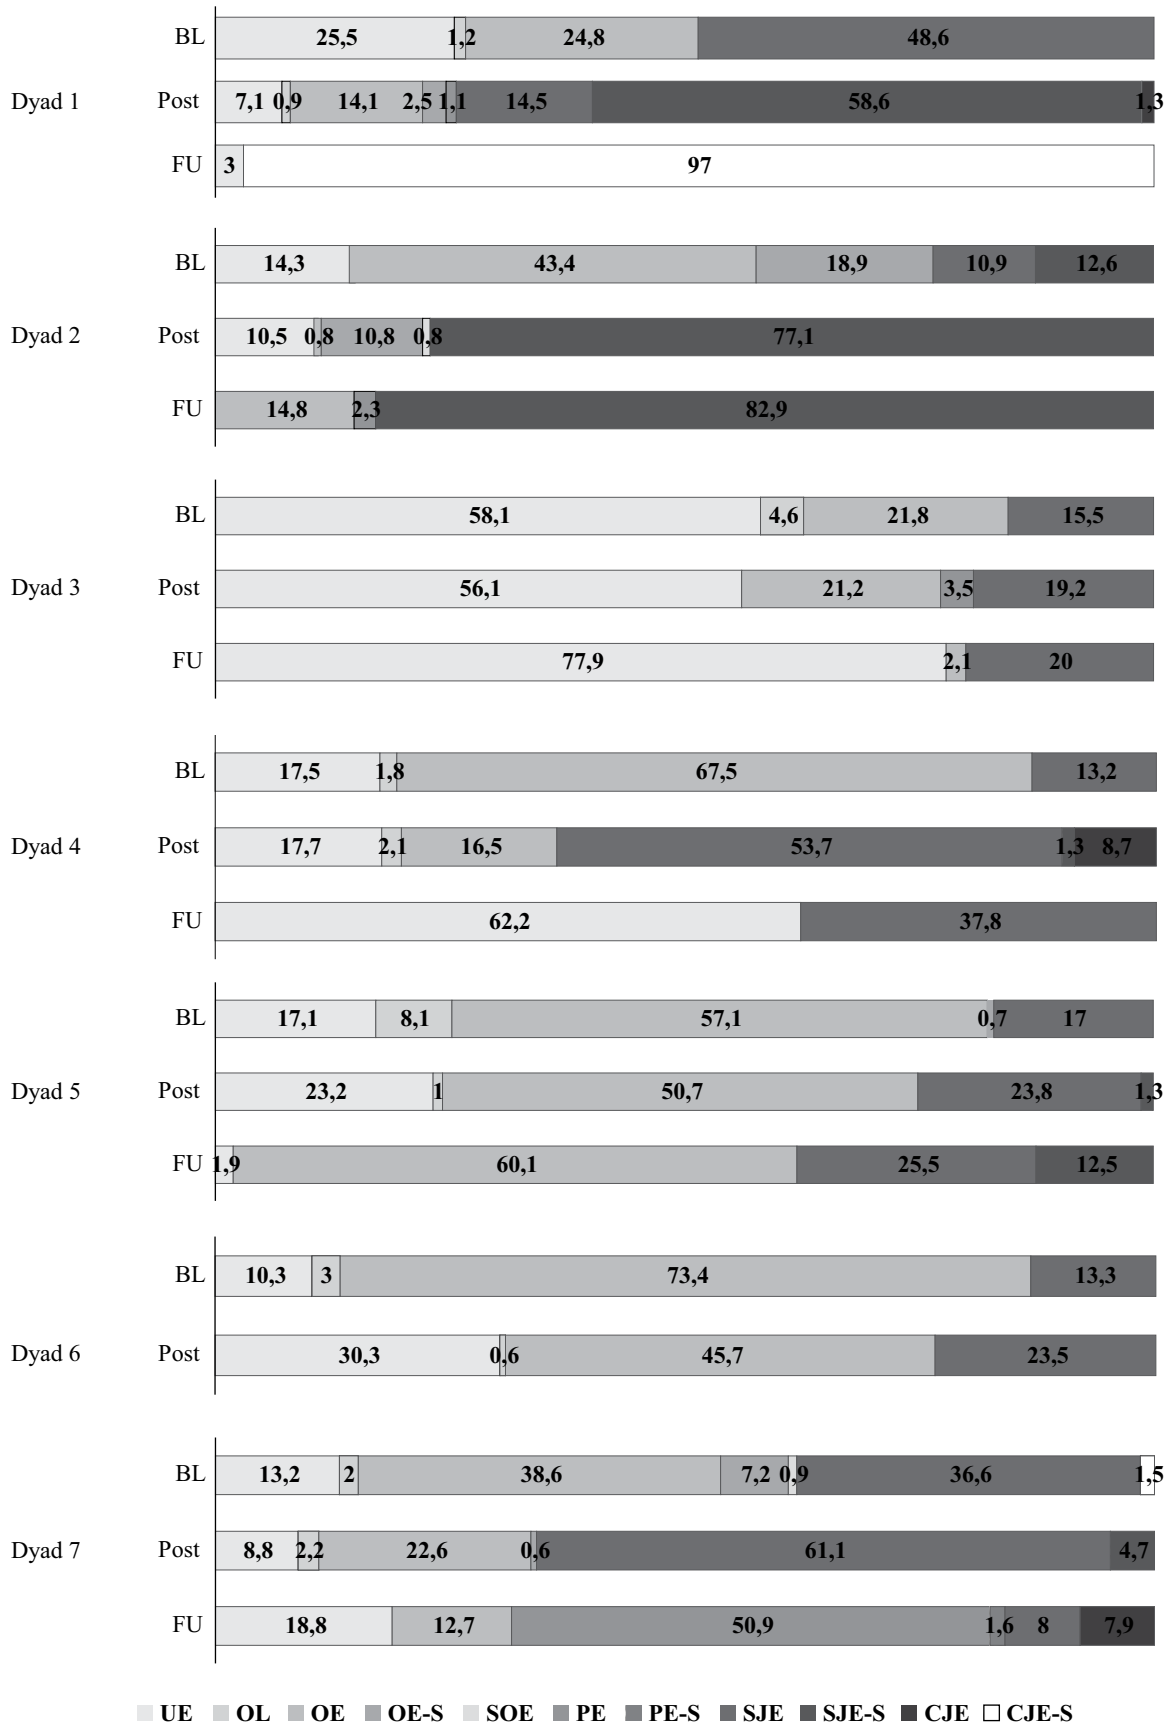 BL 25,5 1,2 24,8 48,6
Dyad 1 Post 7,1 0,9 14,1 2,5 1,1 14,5 58,6 1,3
FU 3 97
BL 14,3 43,4 18,9 10,9 12,6
Dyad 2 Post 10,5 0,8 10,8 0,8 77,1
FU 14,8 2,3 82,9
BL 58,1 4,6 21,8 15,5
Dyad 3 Post 56,1 21,2 3,5 19,2
FU 77,9 2,1 20
BL 17,5 1,8 67,5 13,2
Dyad 4 Post 17,7 2,1 16,5 53,7 1,3 8,7
FU 62,2 37,8
BL 17,1 8,1 57,1 0,7 17
Dyad 5 Post 23,2 1 50,7 23,8 1,3
FU 1,9 60,1 25,5 12,5
BL 10,3 3 73,4 13,3
Dyad 6 Post 30,3 0,6 45,7 23,5
BL 13,2 2 38,6 7,2 0,9 36,6 1,5
Dyad 7 Post 8,8 2,2 22,6 0,6 61,1 4,7
FU 18,8 12,7 50,9 1,6 8 7,9
UE OL OE OE-S SOE PE PE-S SJE SJE-S CJE CJE-S